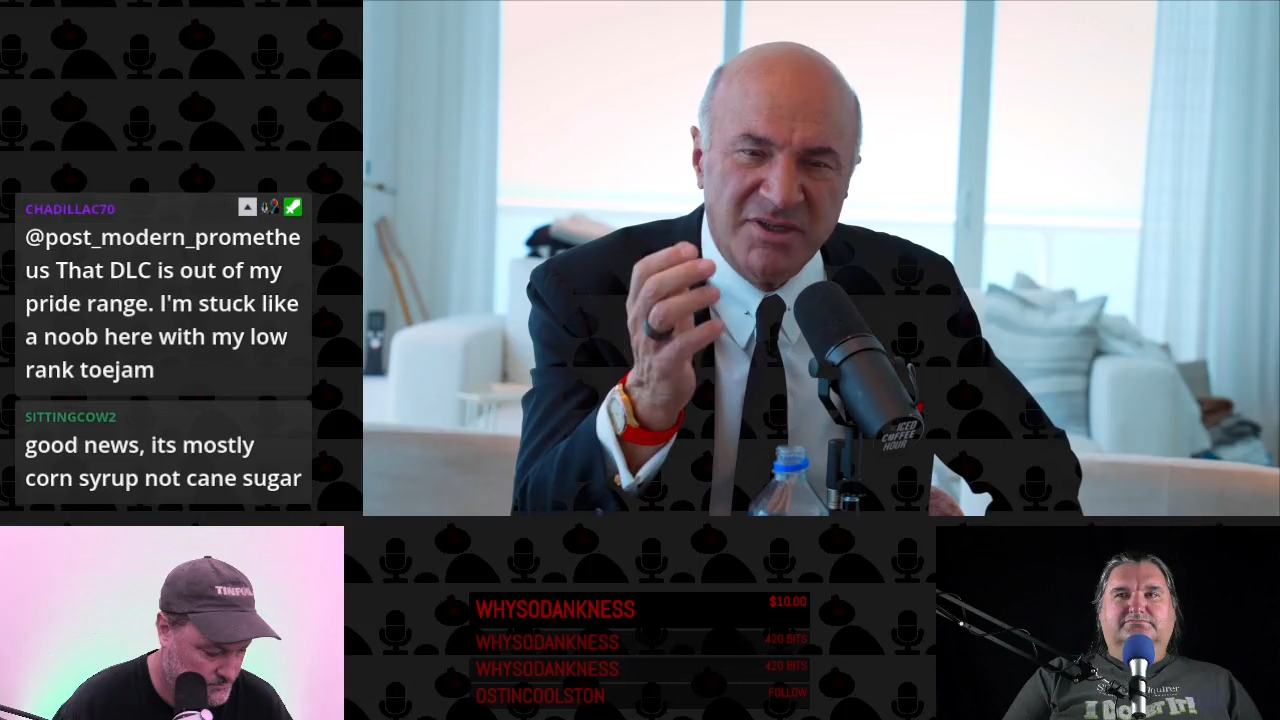 CHADILLAC70
@post_modern_promethe
us That DLC is out of my
pride range. I'm stuck like
a noob here with my low
rank toejam
SITTINGCOW2
good news, its mostly
corn syrup not cane sugar
ICED
COFFEE
HOUR
WHYSODANKNESS $10.00
WHYSODANKNESS 420 BITS
WHYSODANKNESS 420 BITS
OSTINCOOLSTON FOLLOW